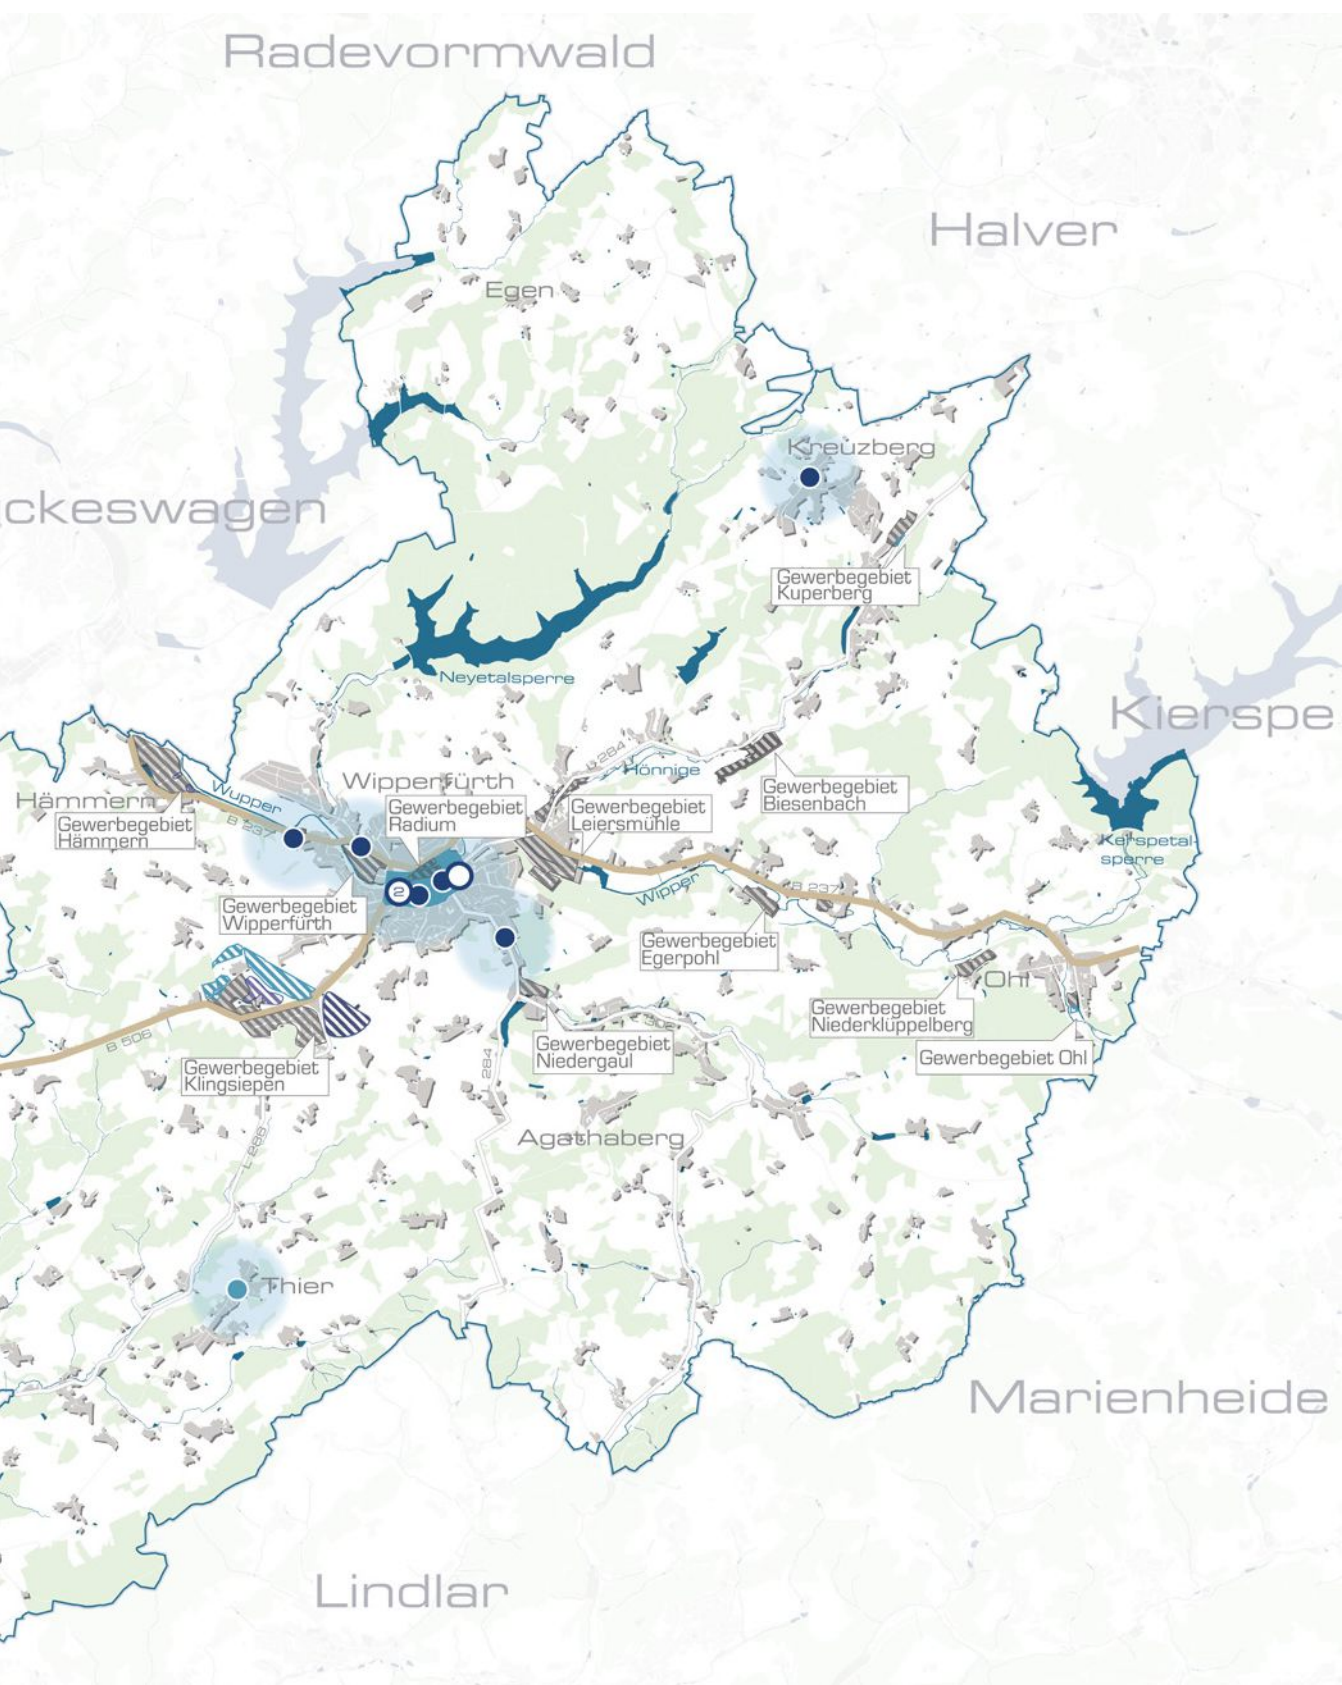 Radevormwald
Halver
Egen
Kreuzberg
ckeswagen
Gewerbegebiet
Kuperberg
Neyetalsperre
Kierspe
L 284
Hönnige
Wipperfürth
Hämmern
Wupper
Gewerbegebiet
Biesenbach
Gewerbegebiet
Radium
Gewerbegebiet
Leiersmühle
Gewerbegebiet
Hämmern
B 237
Kerspetal-
sperre
2
Wipper
B 237
Gewerbegebiet
Wipperfürth
Gewerbegebiet
Egerpohl
Ohl
Gewerbegebiet
Niederklüppelberg
B 506
Gewerbegebiet
Niedergaul
Gewerbegebiet Ohl
Gewerbegebiet
Klingsiepen
284
Agathaberg
L 286
Thier
Marienheide
Lindlar